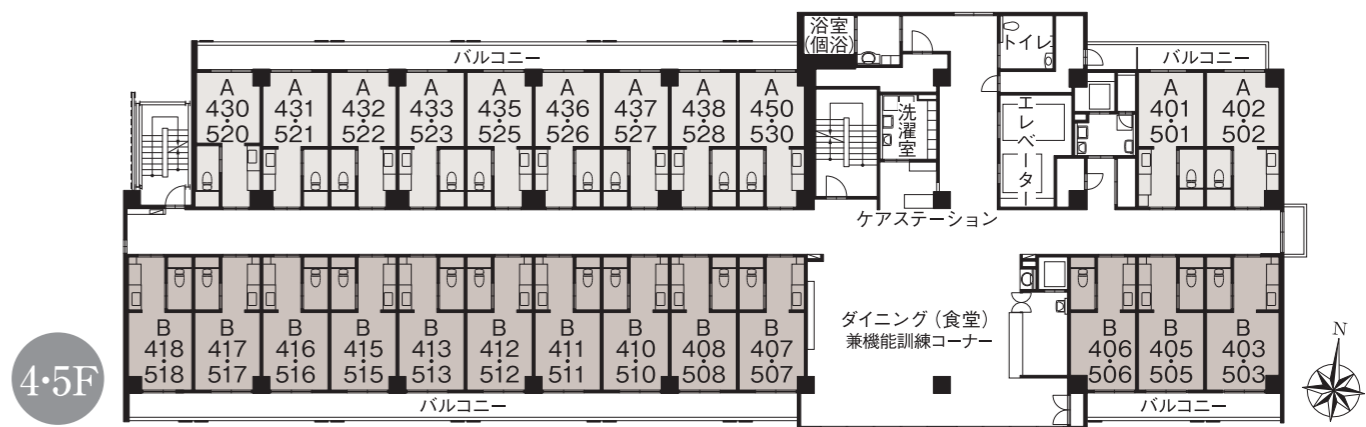 浴室
(個浴)
トイレ
バルコニー
バルコニー
A
430・
520
A
431・
521
A
432・
522
A
433・
523
A
435・
525
A
436・
526
A
437・
527
A
438・
528
A
450・
530
洗濯室
エレベーター
A
401・
501
A
402・
502
ケアステーション
B
418・
518
B
417・
517
B
416・
516
B
415・
515
B
413・
513
B
412・
512
B
411・
511
B
410・
510
B
408・
508
B
407・
507
ダイニング（食堂）
兼機能訓練コーナー
B
406・
506
B
405・
505
B
403・
503
N
4・5F
バルコニー
バルコニー